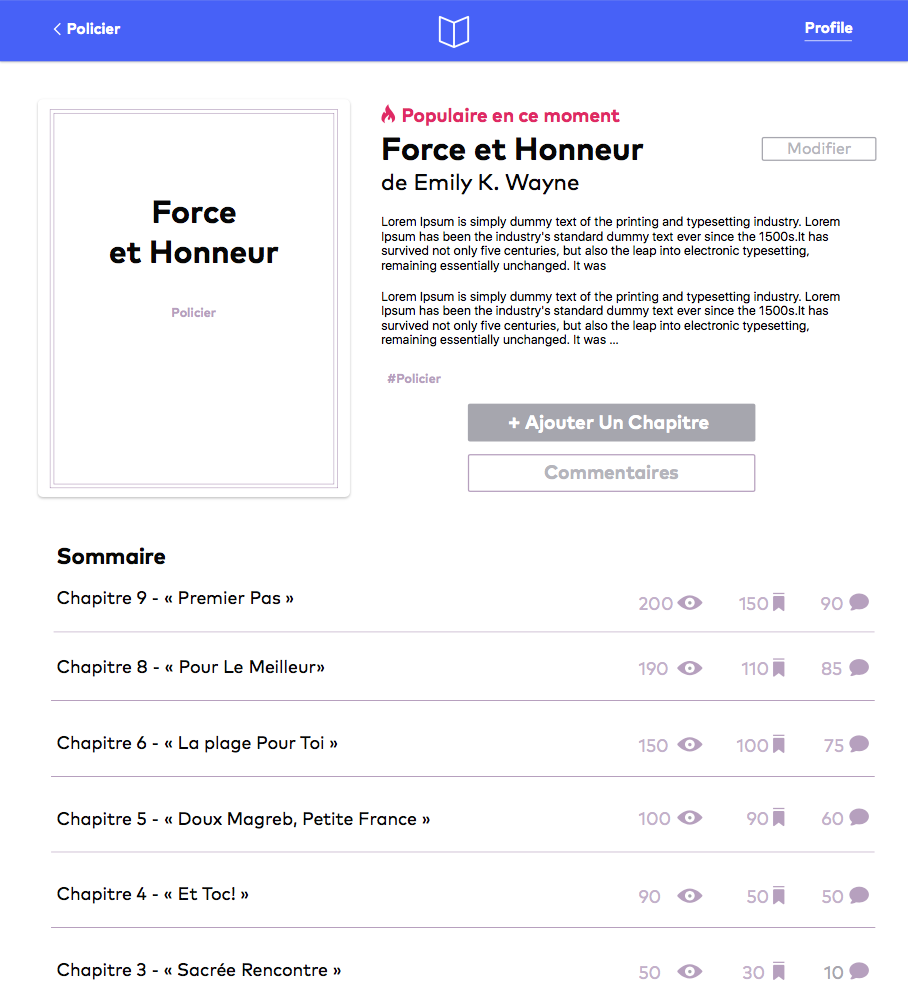 Policier
Profile
Force
et Honneur
Policier
Populaire en ce moment
Force et Honneur
Modifier
de Emily K. Wayne
Lorem Ipsum is simply dummy text of the printing and typesetting industry. Lorem
Ipsum has been the industry's standard dummy text ever since the 1500s.It has
survived not only five centuries, but also the leap into electronic typesetting,
remaining essentially unchanged. It was
Lorem Ipsum is simply dummy text of the printing and typesetting industry. Lorem
Ipsum has been the industry's standard dummy text ever since the 1500s.It has
survived not only five centuries, but also the leap into electronic typesetting,
remaining essentially unchanged. It was ...
#Policier
+ Ajouter Un Chapitre
Commentaires
Sommaire
Chapitre 9 - « Premier Pas » 200 150 90
Chapitre 8 - « Pour Le Meilleur» 190 110 85
Chapitre 6 - « La plage Pour Toi » 150 100 75
Chapitre 5 - « Doux Magreb, Petite France » 100 90 60
Chapitre 4 - « Et Toc! » 90 50 50
Chapitre 3 - « Sacrée Rencontre » 50 30 10